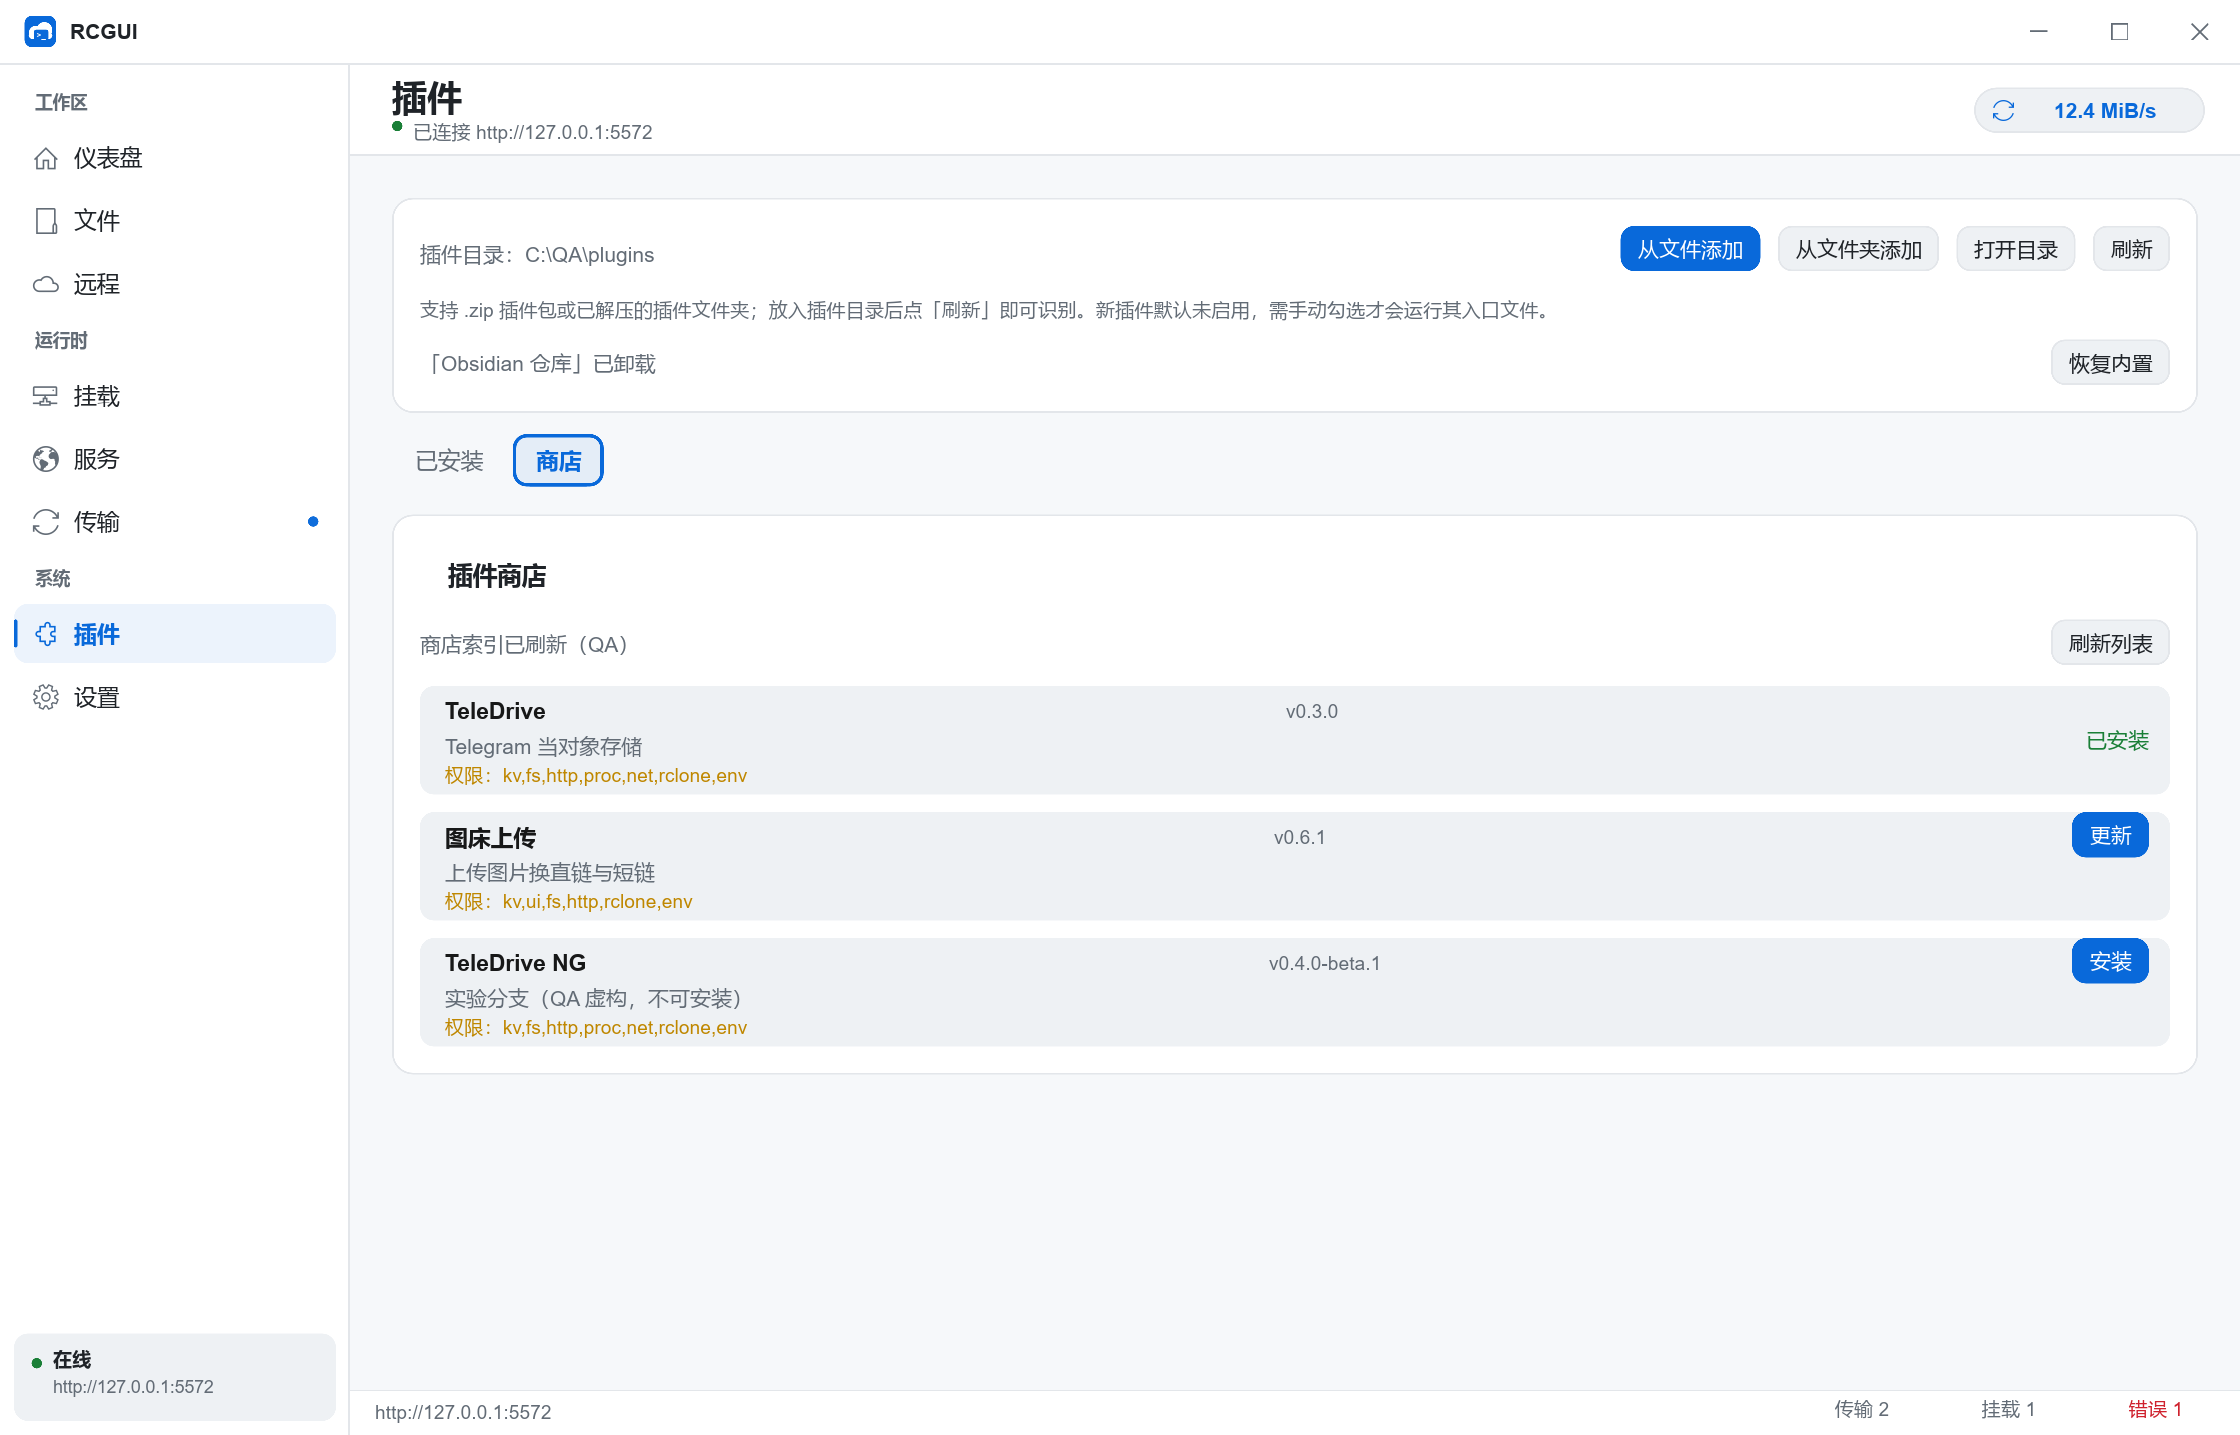 RCGUI
工作区
仪表盘
文件
远程
运行时
挂载
服务
传输
系统
插件
设置
在线
http://127.0.0.1:5572
插件
已连接 http://127.0.0.1:5572
12.4 MiB/s
插件目录：C:\QA\plugins
从文件添加
从文件夹添加
打开目录
刷新
支持 .zip 插件包或已解压的插件文件夹；放入插件目录后点「刷新」即可识别。新插件默认未启用，需手动勾选才会运行其入口文件。
「Obsidian 仓库」已卸载
恢复内置
已安装
商店
插件商店
商店索引已刷新（QA）
刷新列表
TeleDrive
v0.3.0
Telegram 当对象存储
权限：kv,fs,http,proc,net,rclone,env
已安装
图床上传
v0.6.1
上传图片换直链与短链
权限：kv,ui,fs,http,rclone,env
更新
TeleDrive NG
v0.4.0-beta.1
实验分支（QA 虚构，不可安装）
权限：kv,fs,http,proc,net,rclone,env
安装
http://127.0.0.1:5572
传输 2
挂载 1
错误 1